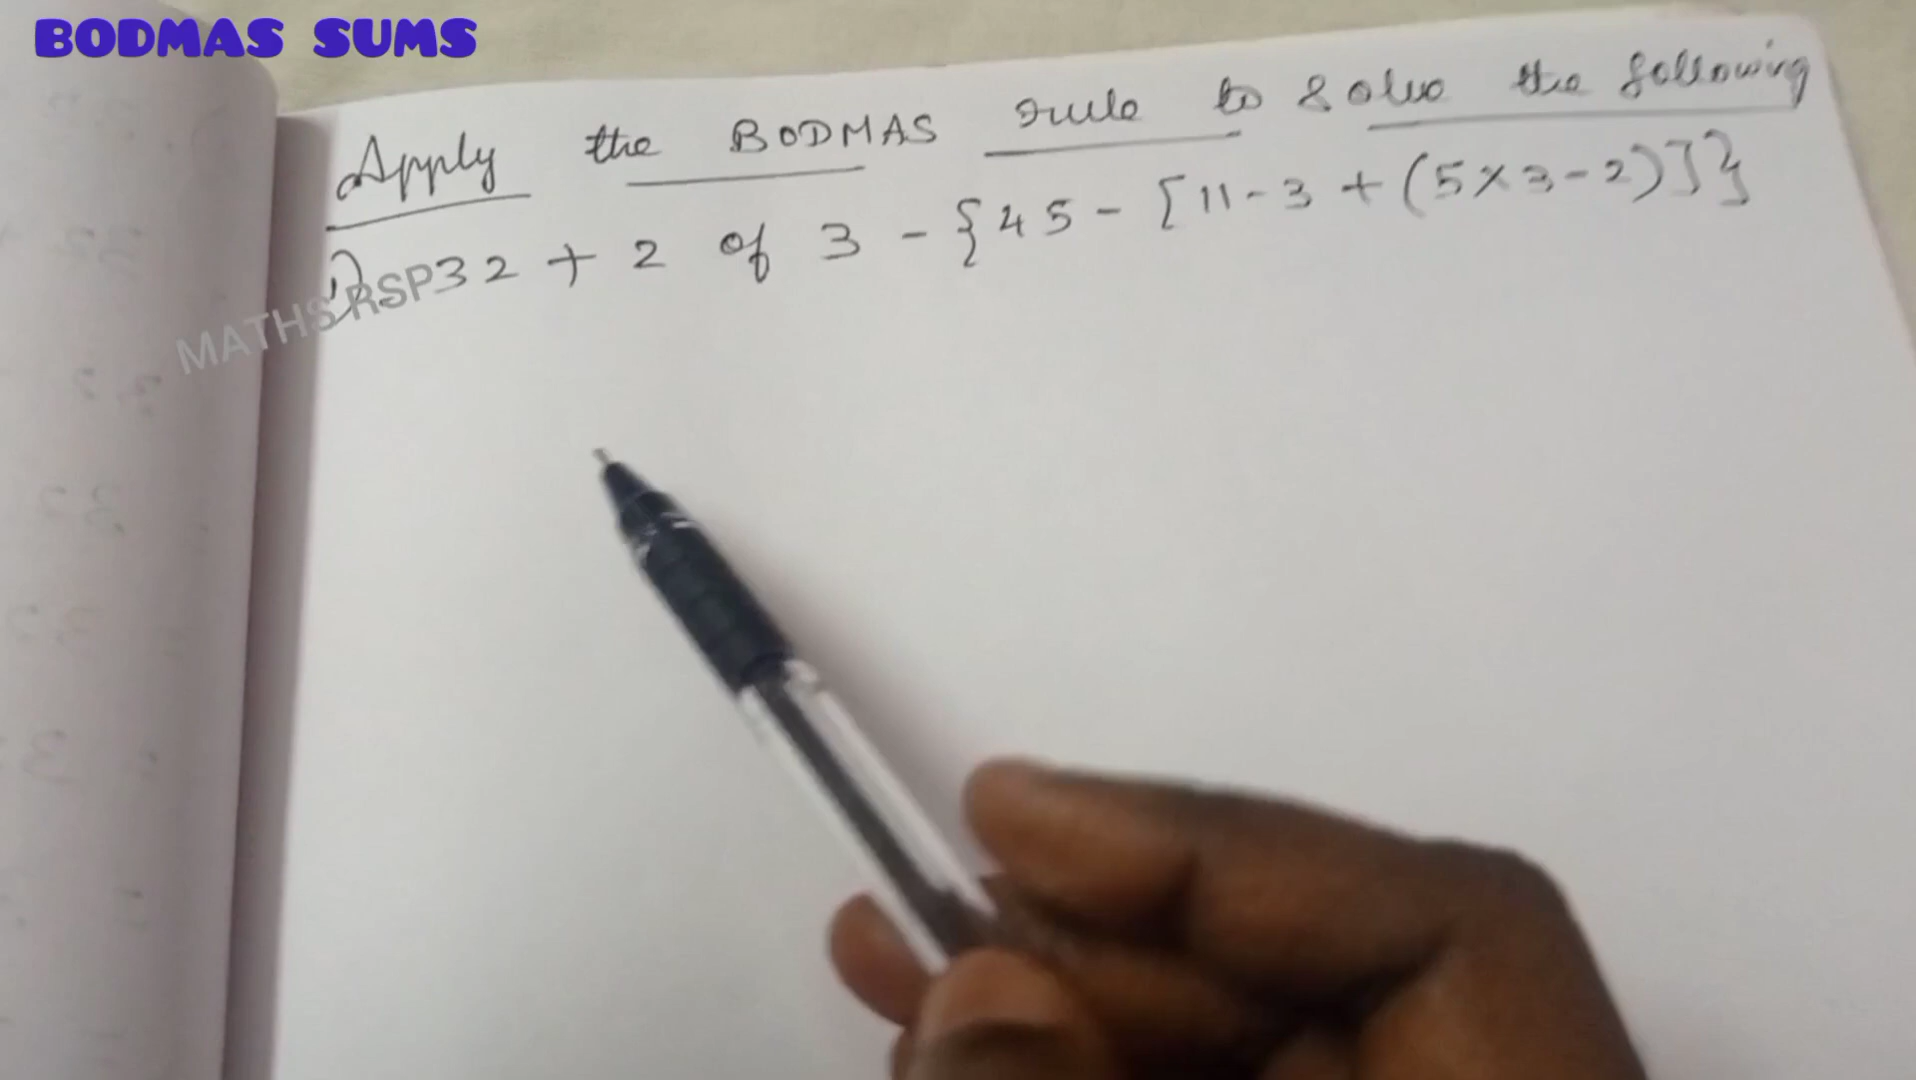 BODMAS SUMS
Apply the BODMAS rule to solve the following
1) 32 + 2 of 3 - {45 - [11 - 3 + (5 × 3 - 2)]}
MATHS RSP